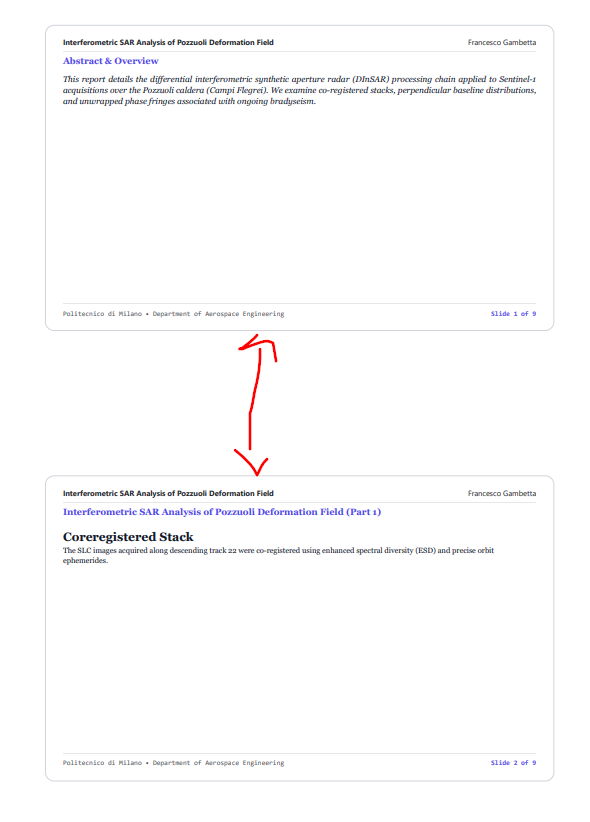 Interferometric SAR Analysis of Pozzuoli Deformation Field
Francesco Gambetta
Abstract & Overview
This report details the differential interferometric synthetic aperture radar (DInSAR) processing chain applied to Sentinel-1
acquisitions over the Pozzuoli caldera (Campi Flegrei). We examine co-registered stacks, perpendicular baseline distributions,
and unwrapped phase fringes associated with ongoing bradyseism.
Politecnico di Milano • Department of Aerospace Engineering
Slide 1 of 9
Interferometric SAR Analysis of Pozzuoli Deformation Field
Francesco Gambetta
Interferometric SAR Analysis of Pozzuoli Deformation Field (Part 1)
Coreregistered Stack
The SLC images acquired along descending track 22 were co-registered using enhanced spectral diversity (ESD) and precise orbit
ephemerides.
Politecnico di Milano • Department of Aerospace Engineering
Slide 2 of 9